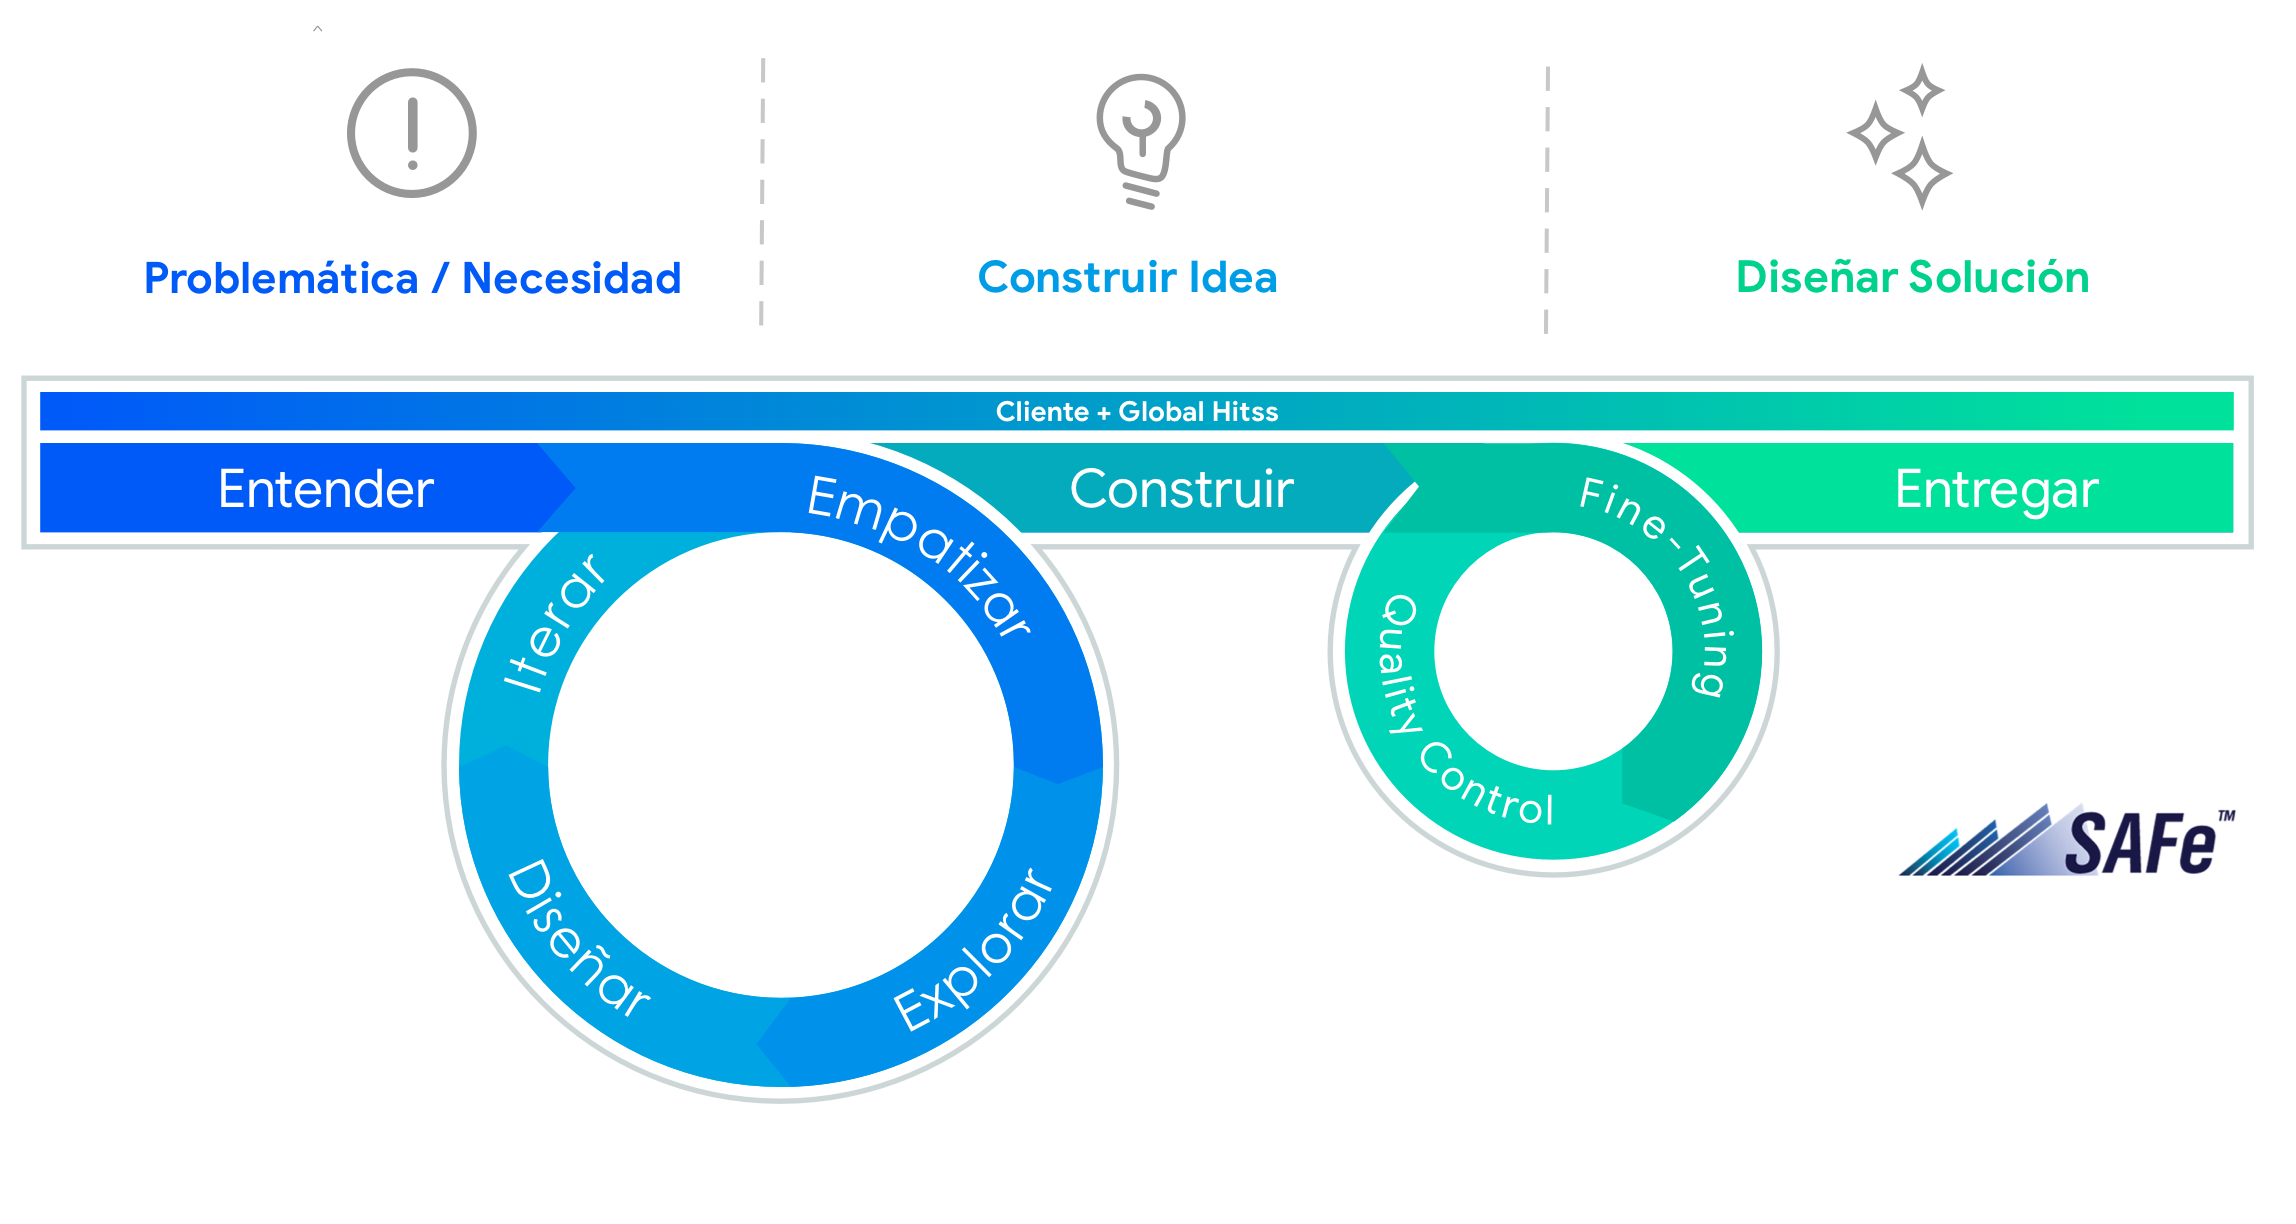 Problemática / Necesidad
Construir Idea
Diseñar Solución
Cliente + Global Hitss
Entender
Empatizar
Construir
Fine-Tuning
Entregar
Iterar
Quality Control
Diseñar
Explorar
SAFe™